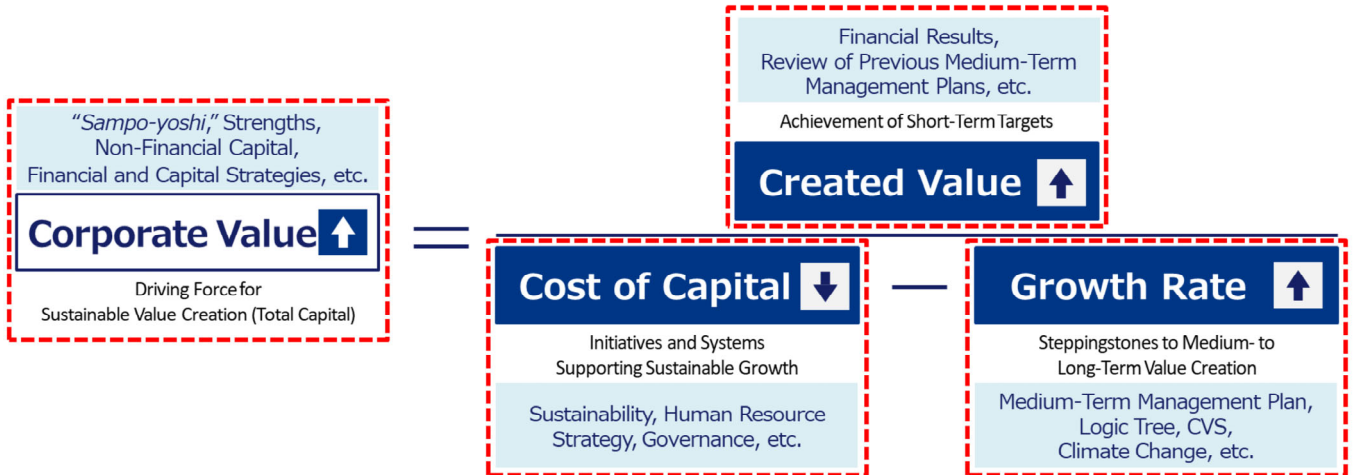 “Sampo-yoshi,” Strengths,
Non-Financial Capital,
Financial and Capital Strategies, etc.
Corporate Value
Driving Force for
Sustainable Value Creation (Total Capital)
=
Financial Results,
Review of Previous Medium-Term
Management Plans, etc.
Achievement of Short-Term Targets
Created Value
Cost of Capital
Initiatives and Systems
Supporting Sustainable Growth
Sustainability, Human Resource
Strategy, Governance, etc.
—
Growth Rate
Steppingstones to Medium- to
Long-Term Value Creation
Medium-Term Management Plan,
Logic Tree, CVS,
Climate Change, etc.